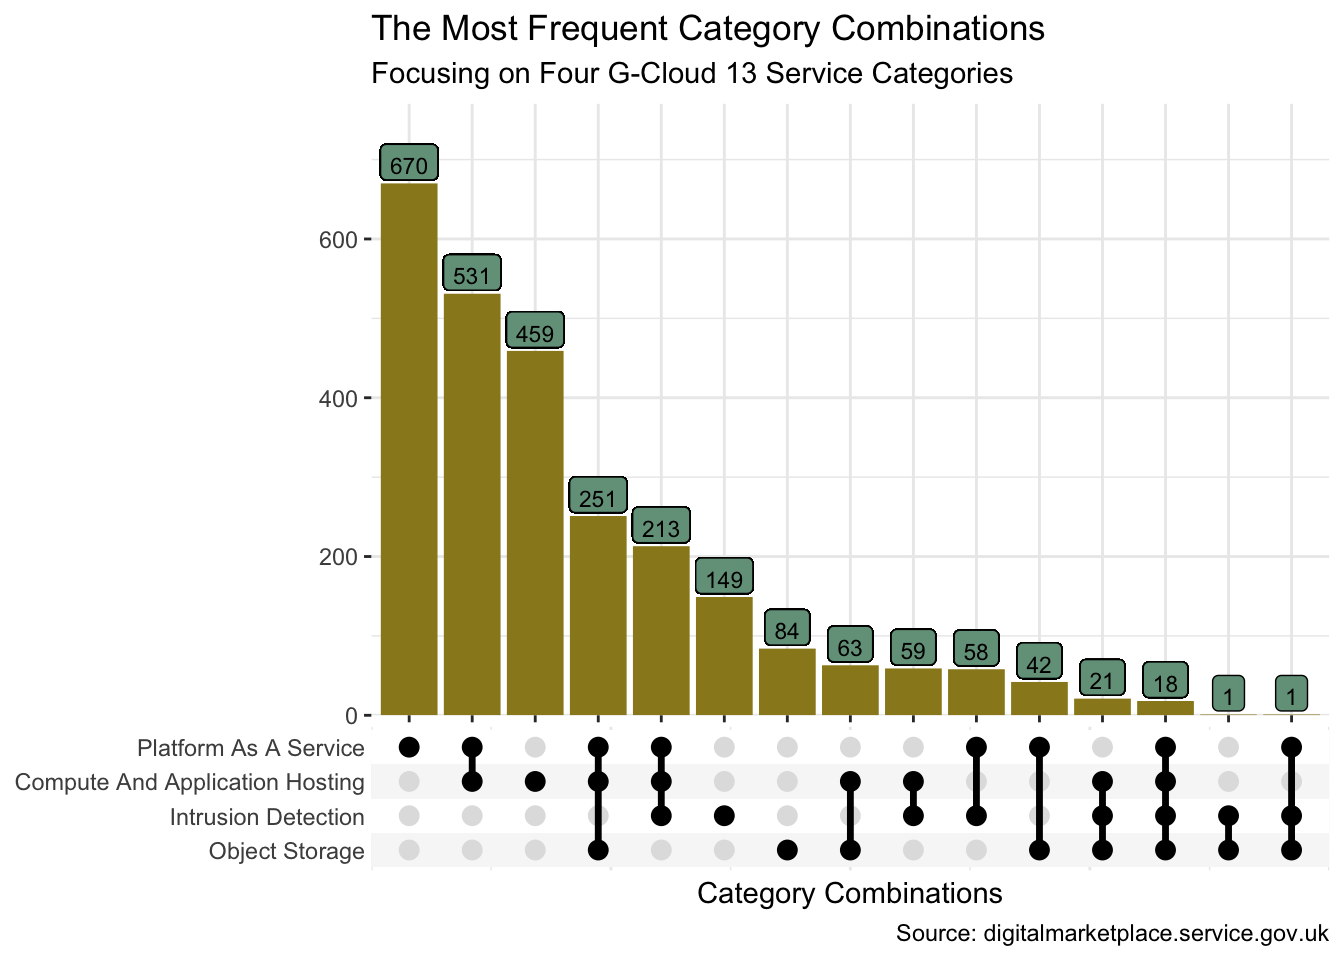 The Most Frequent Category Combinations
Focusing on Four G-Cloud 13 Service Categories
670
531
459
251
213
149
84
63
59
58
42
21
18
1
1
600
400
200
0
Platform As A Service
Compute And Application Hosting
Intrusion Detection
Object Storage
Category Combinations
Source: digitalmarketplace.service.gov.uk